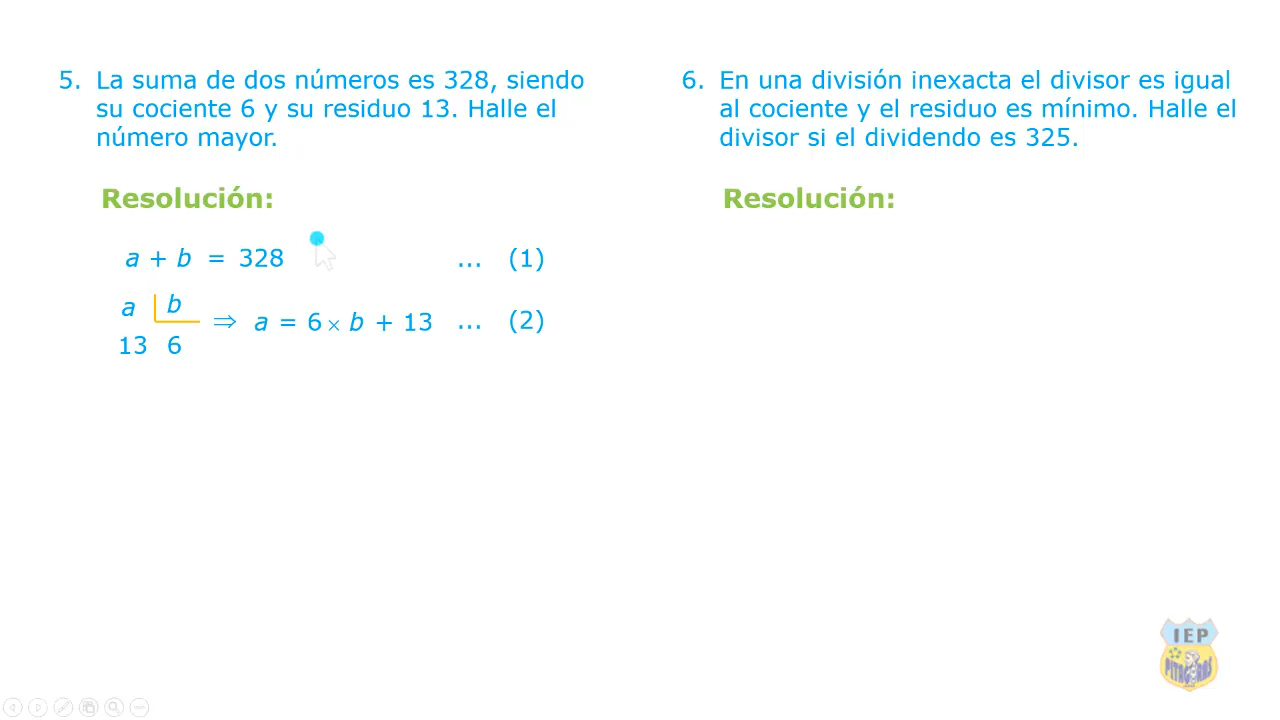 5. La suma de dos números es 328, siendo
su cociente 6 y su residuo 13. Halle el
número mayor.
Resolución:
a + b = 328 ... (1)
a b
13 6
⇒ a = 6 × b + 13 ... (2)
6. En una división inexacta el divisor es igual
al cociente y el residuo es mínimo. Halle el
divisor si el dividendo es 325.
Resolución:
IEP
PITAGORAS